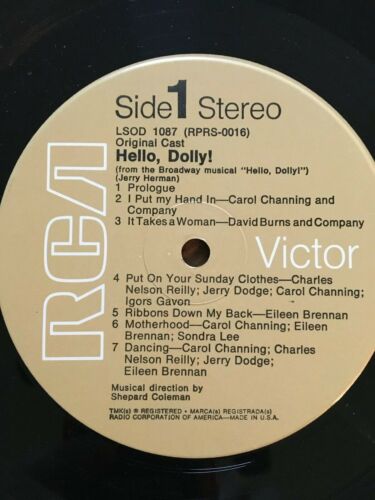 Side 1 Stereo
LSOD 1087 (RPRS-0016)
Original Cast
Hello, Dolly!
(from the Broadway musical "Hello, Dolly!")
(Jerry Herman)
1 Prologue
2 I Put my Hand In—Carol Channing and
Company
3 It Takes a Woman—David Burns and Company
RCA
Victor
4 Put On Your Sunday Clothes—Charles
Nelson Reilly; Jerry Dodge; Carol Channing;
Igors Gavon
5 Ribbons Down My Back—Eileen Brennan
6 Motherhood—Carol Channing; Eileen
Brennan; Sondra Lee
7 Dancing—Carol Channing; Charles
Nelson Reilly; Jerry Dodge;
Eileen Brennan
Musical direction by
Shepard Coleman
TMK(s) ® REGISTERED • MARCA(s) REGISTRADA(s)
RADIO CORPORATION OF AMERICA—MADE IN U.S.A.